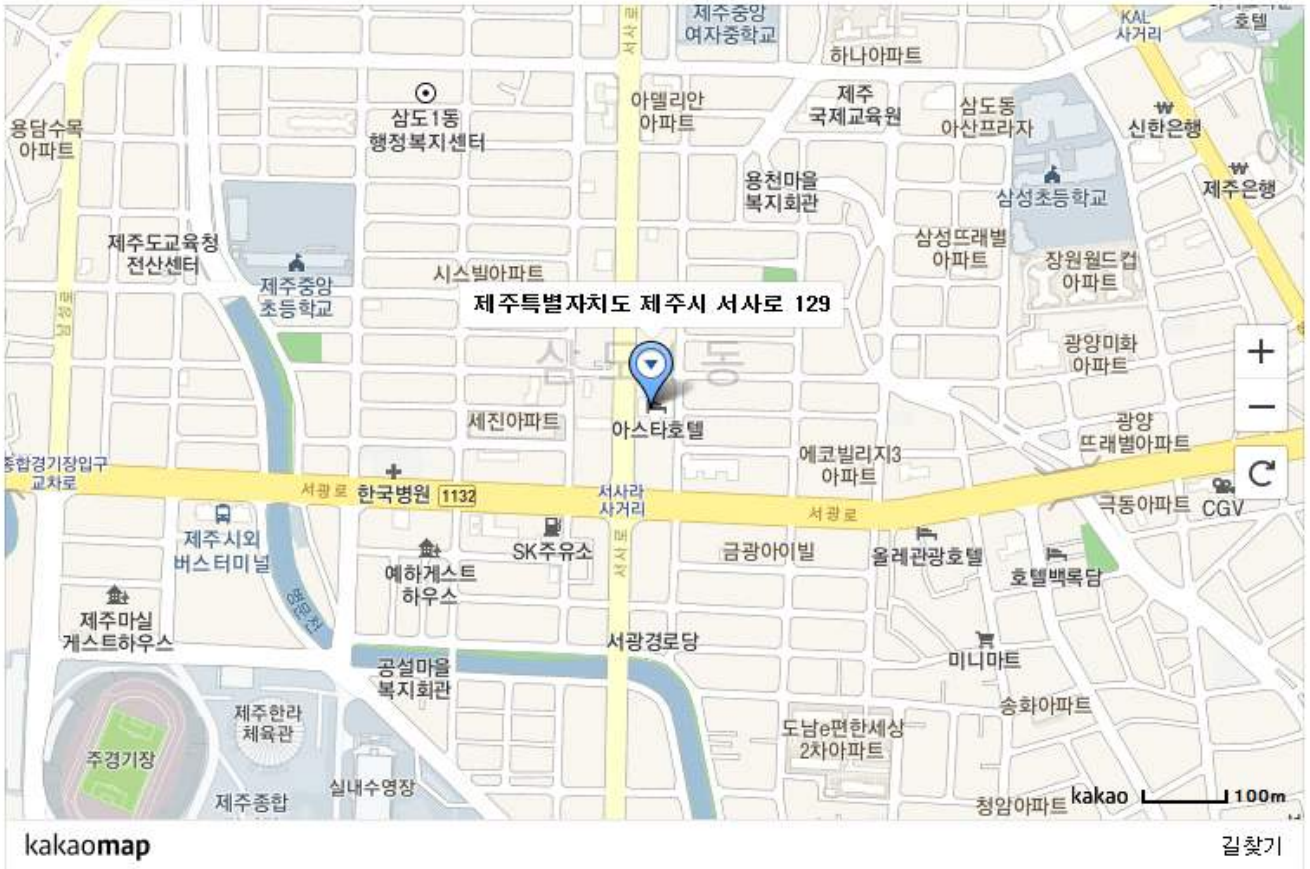 제주중앙
여자중학교
KAL
사거리
호텔
하나아파트
서사로
삼도1동
행정복지센터
아델리안
아파트
제주
국제교육원
삼도동
아산프라자
신한은행
용담수목
아파트
제주은행
용천마을
복지회관
삼성초등학교
제주도교육청
전산센터
삼성뜨래별
아파트
장원월드컵
아파트
시스빌아파트
제주중앙
초등학교
남성로
제주특별자치도 제주시 서사로 129
삼도1동
광양미화
아파트
세진아파트
아스타호텔
광양
뜨래별아파트
에코빌리지3
아파트
종합경기장입구
교차로
서광로
한국병원
1132
서사라
사거리
서광로
극동아파트
CGV
제주시외
버스터미널
SK주유소
서사로
금광아이빌
올레관광호텔
호텔백록담
예하게스트
하우스
제주마실
게스트하우스
병문천
서광경로당
미니마트
공설마을
복지회관
송화아파트
제주한라
체육관
주경기장
도남e편한세상
2차아파트
실내수영장
제주종합
청암아파트
kakao
100m
kakaomap
길찾기